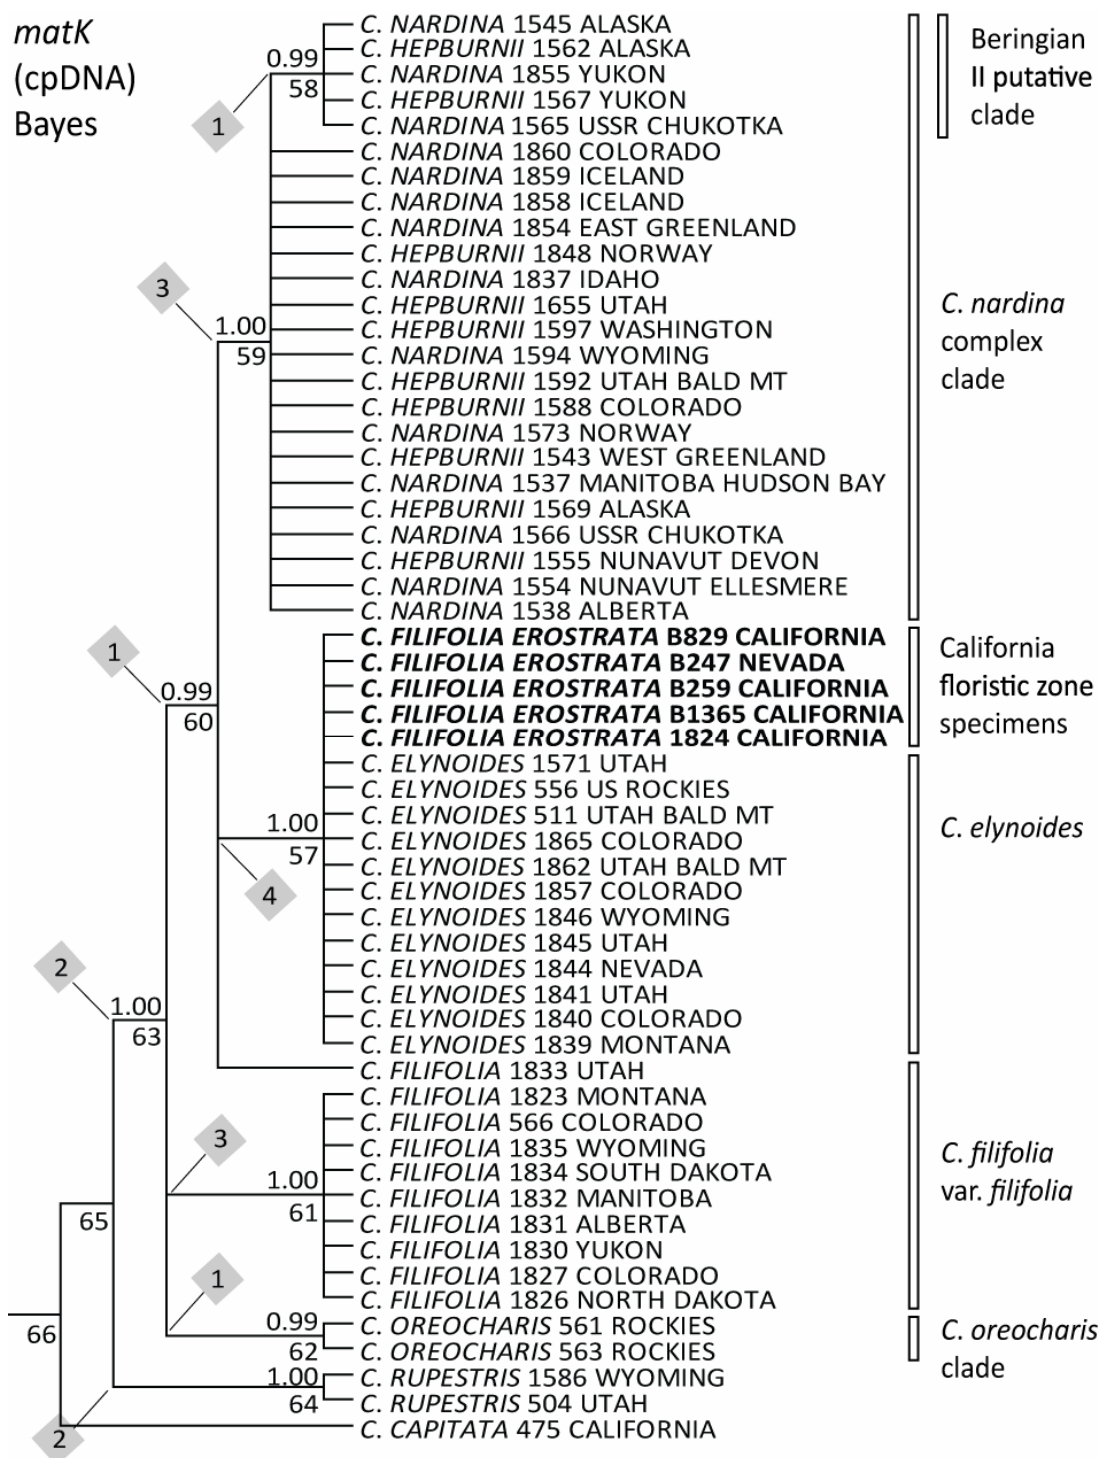 matK
(cpDNA)
Bayes
C. NARDINA 1545 ALASKA
C. HEPBURNII 1562 ALASKA
C. NARDINA 1855 YUKON
C. HEPBURNII 1567 YUKON
C. NARDINA 1565 USSR CHUKOTKA
C. NARDINA 1860 COLORADO
C. NARDINA 1859 ICELAND
C. NARDINA 1858 ICELAND
C. NARDINA 1854 EAST GREENLAND
C. HEPBURNII 1848 NORWAY
C. NARDINA 1837 IDAHO
C. HEPBURNII 1655 UTAH
C. HEPBURNII 1597 WASHINGTON
C. NARDINA 1594 WYOMING
C. HEPBURNII 1592 UTAH BALD MT
C. HEPBURNII 1588 COLORADO
C. NARDINA 1573 NORWAY
C. HEPBURNII 1543 WEST GREENLAND
C. NARDINA 1537 MANITOBA HUDSON BAY
C. HEPBURNII 1569 ALASKA
C. NARDINA 1566 USSR CHUKOTKA
C. HEPBURNII 1555 NUNAVUT DEVON
C. NARDINA 1554 NUNAVUT ELLESMERE
C. NARDINA 1538 ALBERTA
C. FILIFOLIA EROSTRATA B829 CALIFORNIA
C. FILIFOLIA EROSTRATA B247 NEVADA
C. FILIFOLIA EROSTRATA B259 CALIFORNIA
C. FILIFOLIA EROSTRATA B1365 CALIFORNIA
C. FILIFOLIA EROSTRATA 1824 CALIFORNIA
C. ELYNOIDES 1571 UTAH
C. ELYNOIDES 556 US ROCKIES
C. ELYNOIDES 511 UTAH BALD MT
C. ELYNOIDES 1865 COLORADO
C. ELYNOIDES 1862 UTAH BALD MT
C. ELYNOIDES 1857 COLORADO
C. ELYNOIDES 1846 WYOMING
C. ELYNOIDES 1845 UTAH
C. ELYNOIDES 1844 NEVADA
C. ELYNOIDES 1841 UTAH
C. ELYNOIDES 1840 COLORADO
C. ELYNOIDES 1839 MONTANA
C. FILIFOLIA 1833 UTAH
C. FILIFOLIA 1823 MONTANA
C. FILIFOLIA 566 COLORADO
C. FILIFOLIA 1835 WYOMING
C. FILIFOLIA 1834 SOUTH DAKOTA
C. FILIFOLIA 1832 MANITOBA
C. FILIFOLIA 1831 ALBERTA
C. FILIFOLIA 1830 YUKON
C. FILIFOLIA 1827 COLORADO
C. FILIFOLIA 1826 NORTH DAKOTA
C. OREOCHARIS 561 ROCKIES
C. OREOCHARIS 563 ROCKIES
C. RUPESTRIS 1586 WYOMING
C. RUPESTRIS 504 UTAH
C. CAPITATA 475 CALIFORNIA
Beringian
II putative
clade
C. nardina
complex
clade
California
floristic zone
specimens
C. elynoides
C. filifolia
var. filifolia
C. oreocharis
clade
0.99
58
1
3
1.00
59
1
0.99
60
1.00
57
4
2
1.00
63
3
1.00
61
65
1
0.99
62
66
1.00
64
2